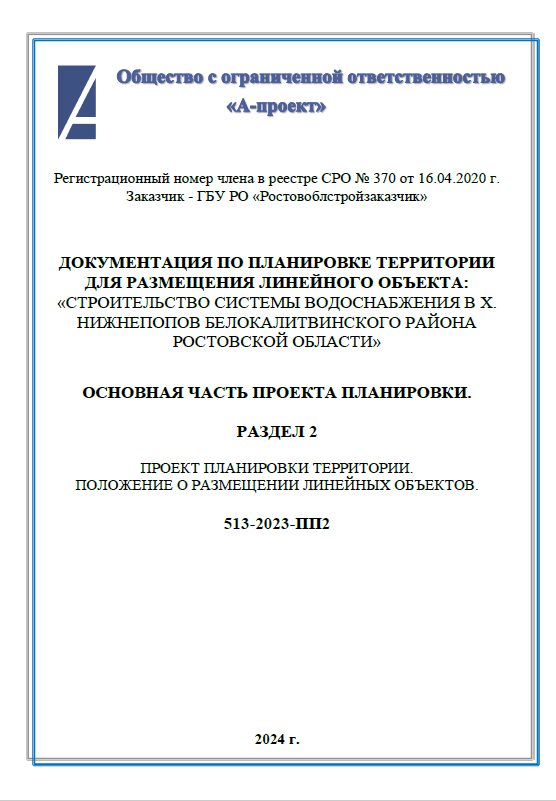 Общество с ограниченной ответственностью
«А-проект»
Регистрационный номер члена в реестре СРО № 370 от 16.04.2020 г.
Заказчик - ГБУ РО «Ростовоблстройзаказчик»
ДОКУМЕНТАЦИЯ ПО ПЛАНИРОВКЕ ТЕРРИТОРИИ
ДЛЯ РАЗМЕЩЕНИЯ ЛИНЕЙНОГО ОБЪЕКТА:
«СТРОИТЕЛЬСТВО СИСТЕМЫ ВОДОСНАБЖЕНИЯ В Х.
НИЖНЕПОПОВ БЕЛОКАЛИТВИНСКОГО РАЙОНА
РОСТОВСКОЙ ОБЛАСТИ»
ОСНОВНАЯ ЧАСТЬ ПРОЕКТА ПЛАНИРОВКИ.
РАЗДЕЛ 2
ПРОЕКТ ПЛАНИРОВКИ ТЕРРИТОРИИ.
ПОЛОЖЕНИЕ О РАЗМЕЩЕНИИ ЛИНЕЙНЫХ ОБЪЕКТОВ.
513-2023-ПП2
2024 г.